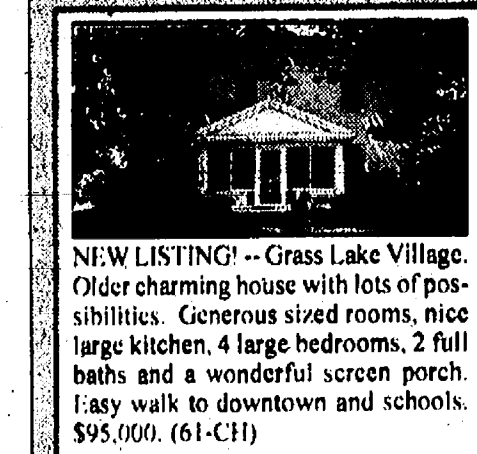 NEW LISTING! -- Grass Lake Village.
Older charming house with lots of pos-
sibilities. Generous sized rooms, nice
large kitchen, 4 large bedrooms, 2 full
baths and a wonderful screen porch.
Easy walk to downtown and schools.
$95,000. (61-CH)